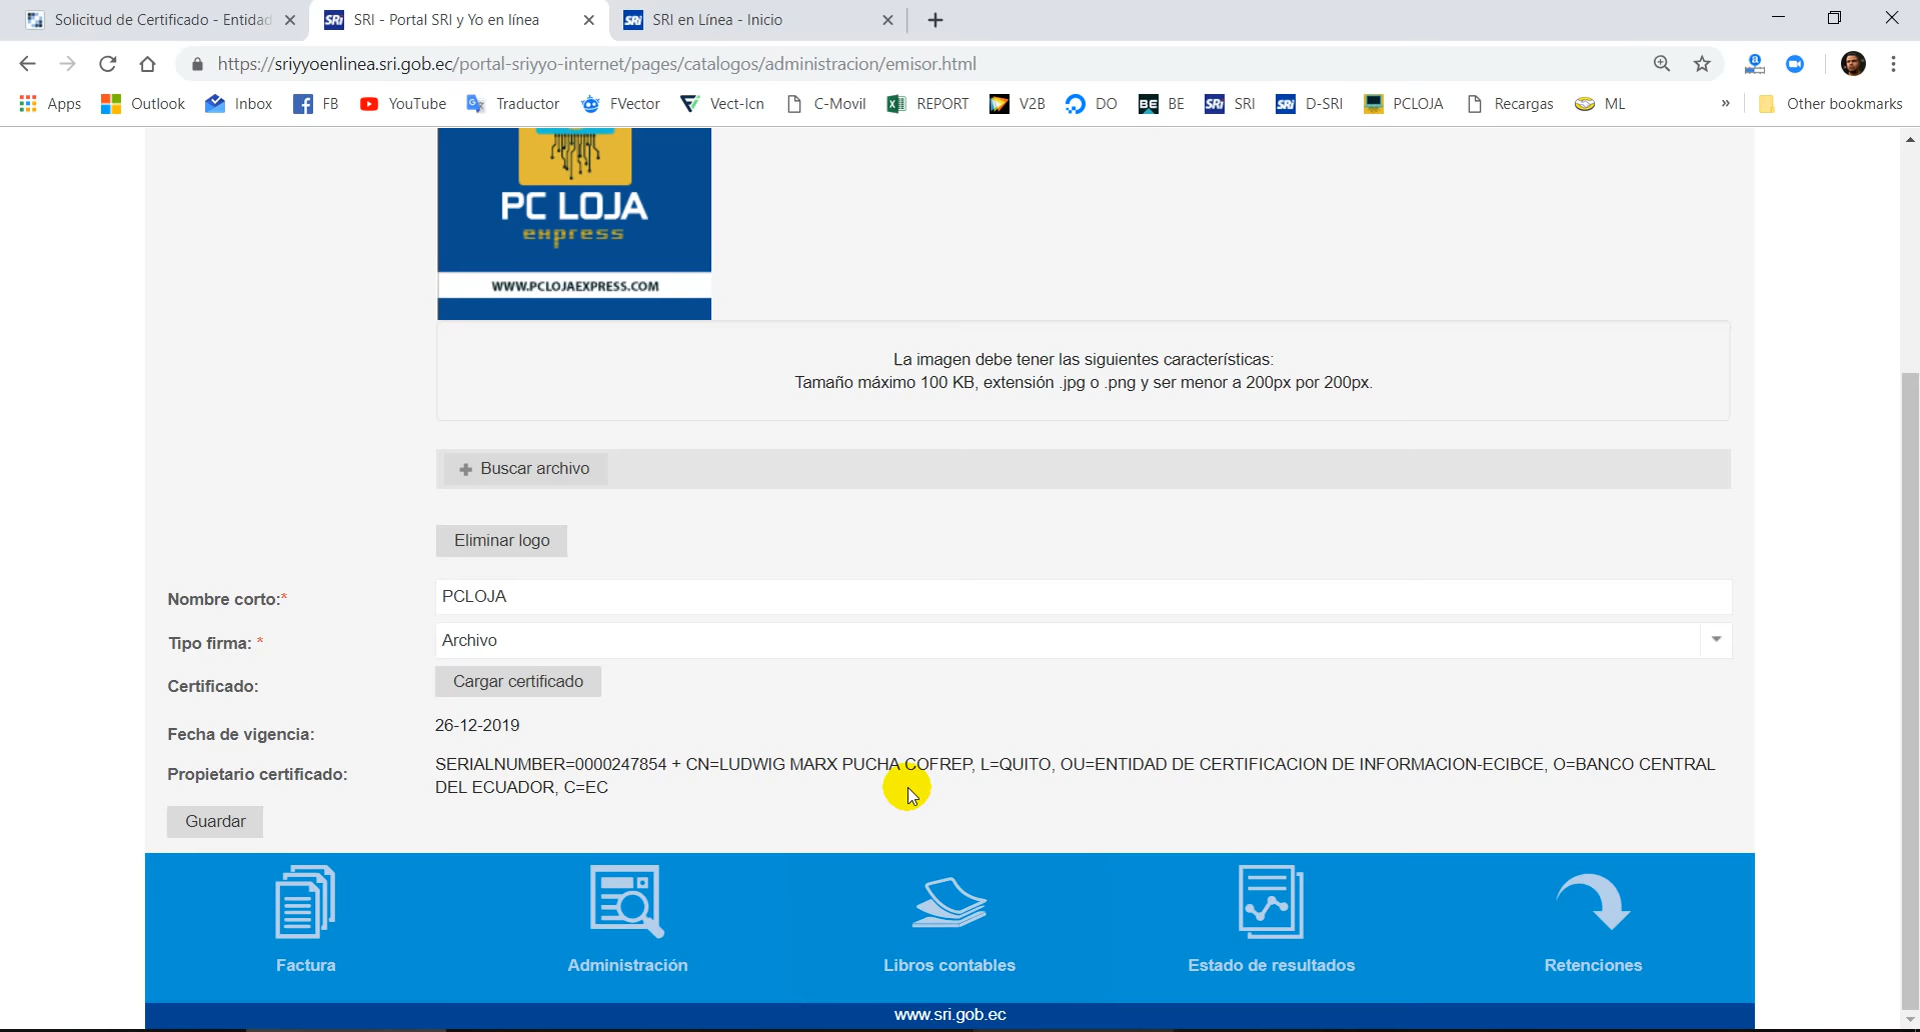 Solicitud de Certificado - Entidad
SRI - Portal SRI y Yo en línea
SRI en Línea - Inicio
https://sriyyoenlinea.sri.gob.ec/portal-sriyyo-internet/pages/catalogos/administracion/emisor.html
Apps Outlook Inbox FB YouTube Traductor FVector Vect-Icn C-Movil REPORT V2B DO BE SRI D-SRI PCLOJA Recargas ML » Other bookmarks
PC LOJA
express
WWW.PCLOJAEXPRESS.COM
La imagen debe tener las siguientes características:
Tamaño máximo 100 KB, extensión .jpg o .png y ser menor a 200px por 200px.
Buscar archivo
Eliminar logo
Nombre corto:* PCLOJA
Tipo firma: * Archivo
Certificado: Cargar certificado
Fecha de vigencia: 26-12-2019
Propietario certificado: SERIALNUMBER=0000247854 + CN=LUDWIG MARX PUCHA COFREP, L=QUITO, OU=ENTIDAD DE CERTIFICACION DE INFORMACION-ECIBCE, O=BANCO CENTRAL
DEL ECUADOR, C=EC
Guardar
Factura Administración Libros contables Estado de resultados Retenciones
www.sri.gob.ec